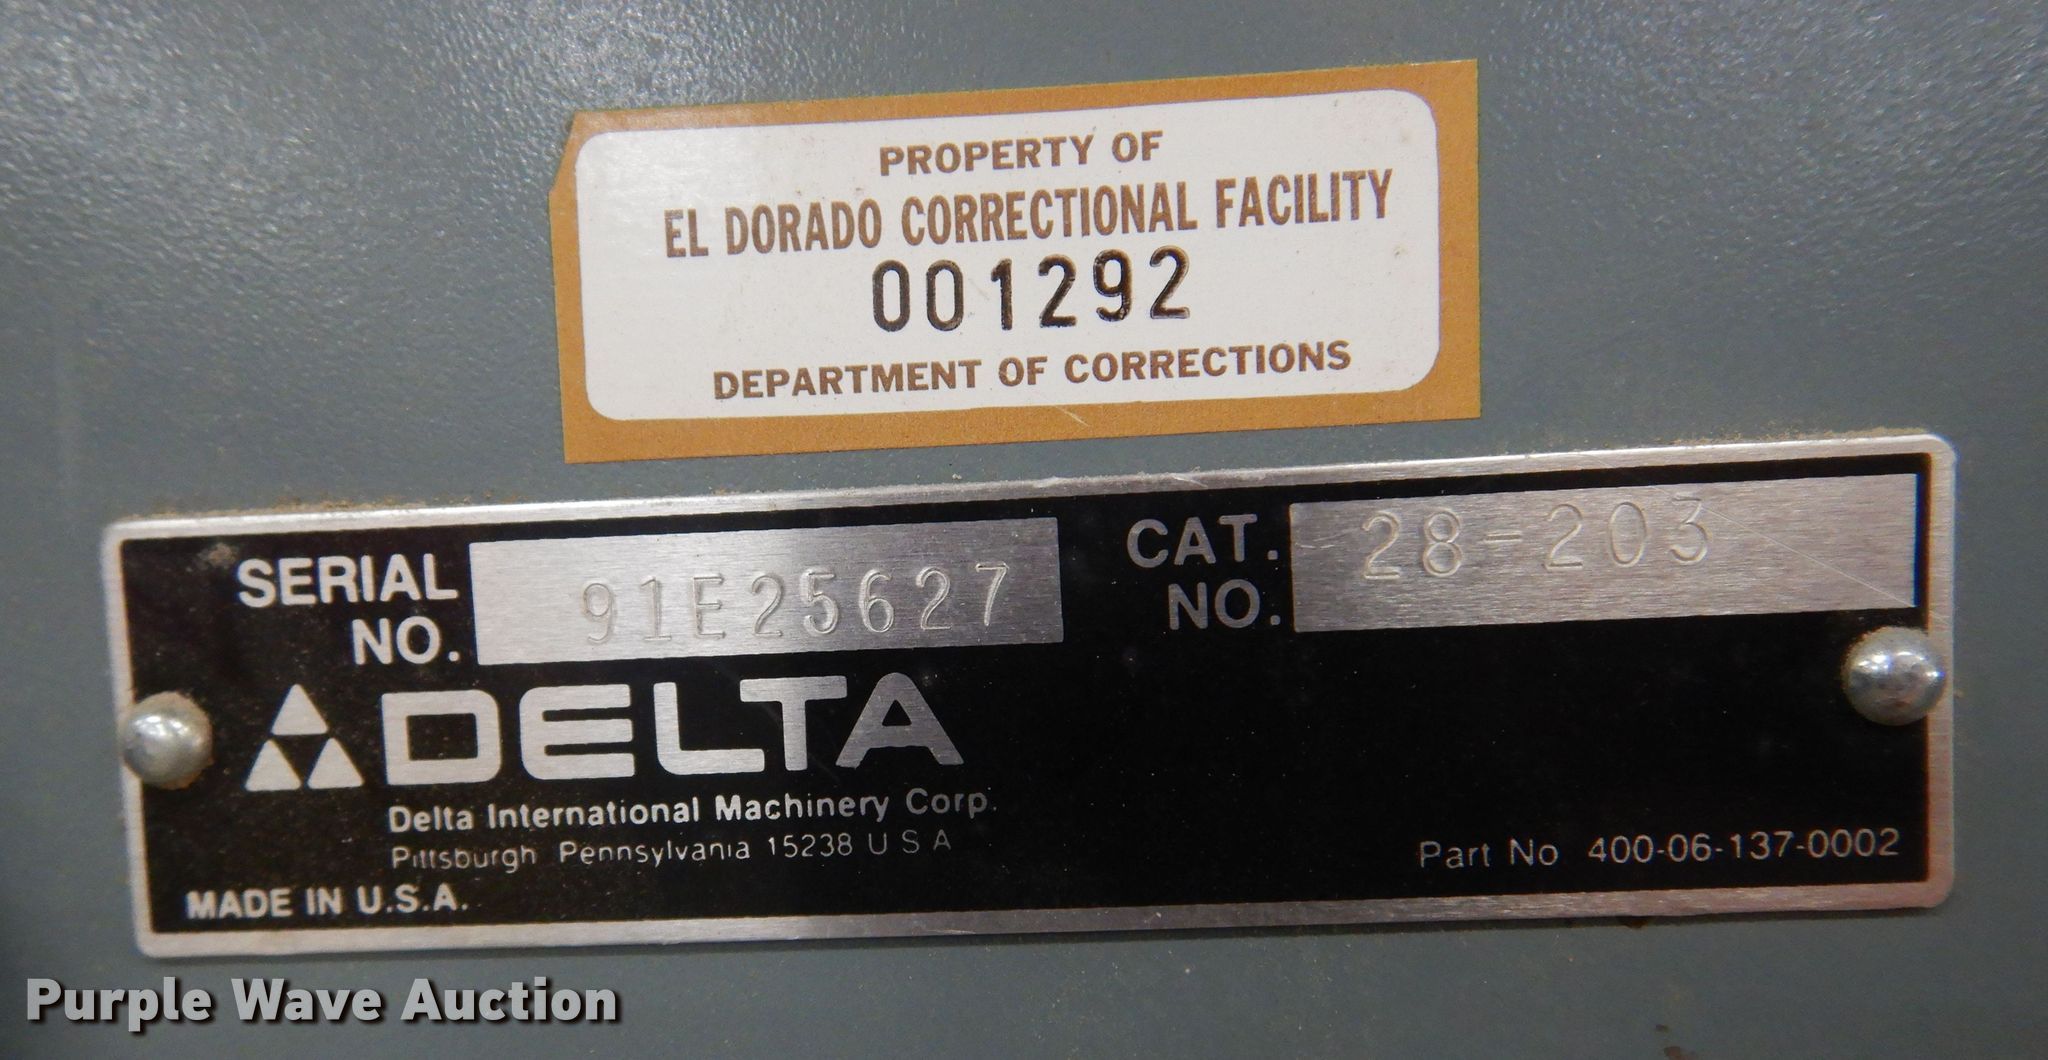 PROPERTY OF
EL DORADO CORRECTIONAL FACILITY
001292
DEPARTMENT OF CORRECTIONS
SERIAL NO. 91E25627
CAT. NO. 28-203
DELTA
Delta International Machinery Corp.
Pittsburgh Pennsylvania 15238 U S A
Part No 400-06-137-0002
MADE IN U.S.A.
Purple Wave Auction